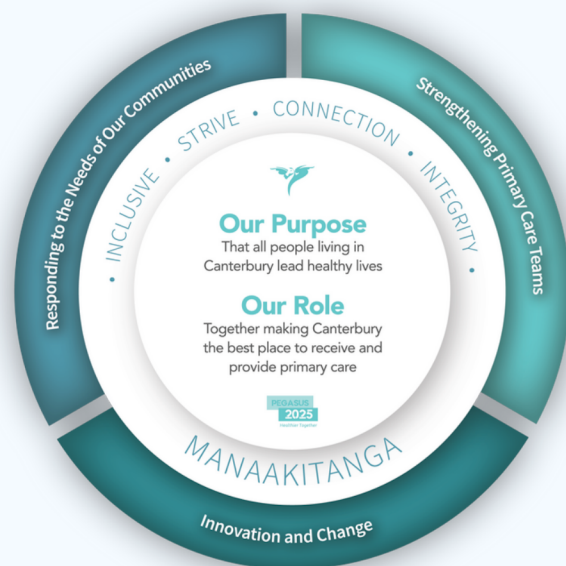 Responding to the Needs of Our Communities
Strengthening Primary Care Teams
• INCLUSIVE • STRIVE • CONNECTION • INTEGRITY •
Our Purpose
That all people living in
Canterbury lead healthy lives
Our Role
Together making Canterbury
the best place to receive and
provide primary care
PEGASUS
2025
Healthier Together
MANAAKITANGA
Innovation and Change